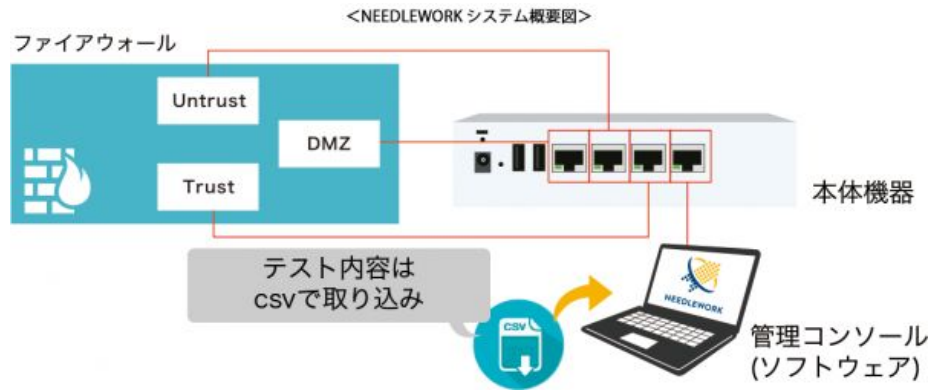 ＜NEEDLEWORK システム概要図＞
ファイアウォール
Untrust
DMZ
Trust
本体機器
テスト内容は
csvで取り込み
CSV
NEEDLEWORK
管理コンソール
(ソフトウェア)